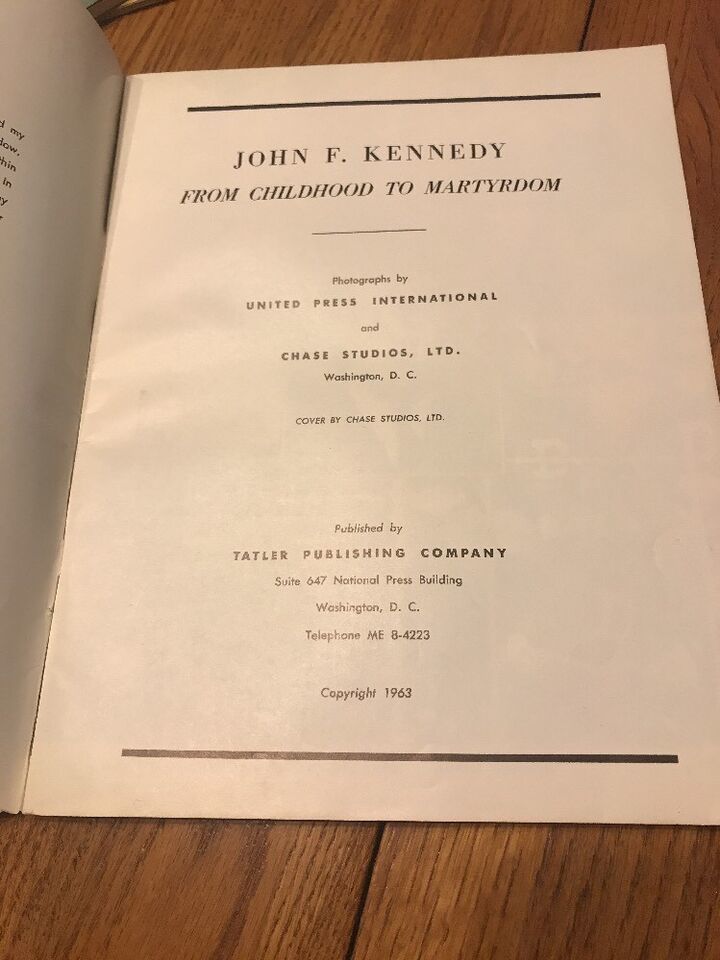 my
in
JOHN F. KENNEDY
FROM CHILDHOOD TO MARTYRDOM
Photographs by
UNITED PRESS INTERNATIONAL
and
CHASE STUDIOS, LTD.
Washington, D. C.
COVER BY CHASE STUDIOS, LTD.
Published by
TATLER PUBLISHING COMPANY
Suite 647 National Press Building
Washington, D. C.
Telephone ME 8-4223
Copyright 1963